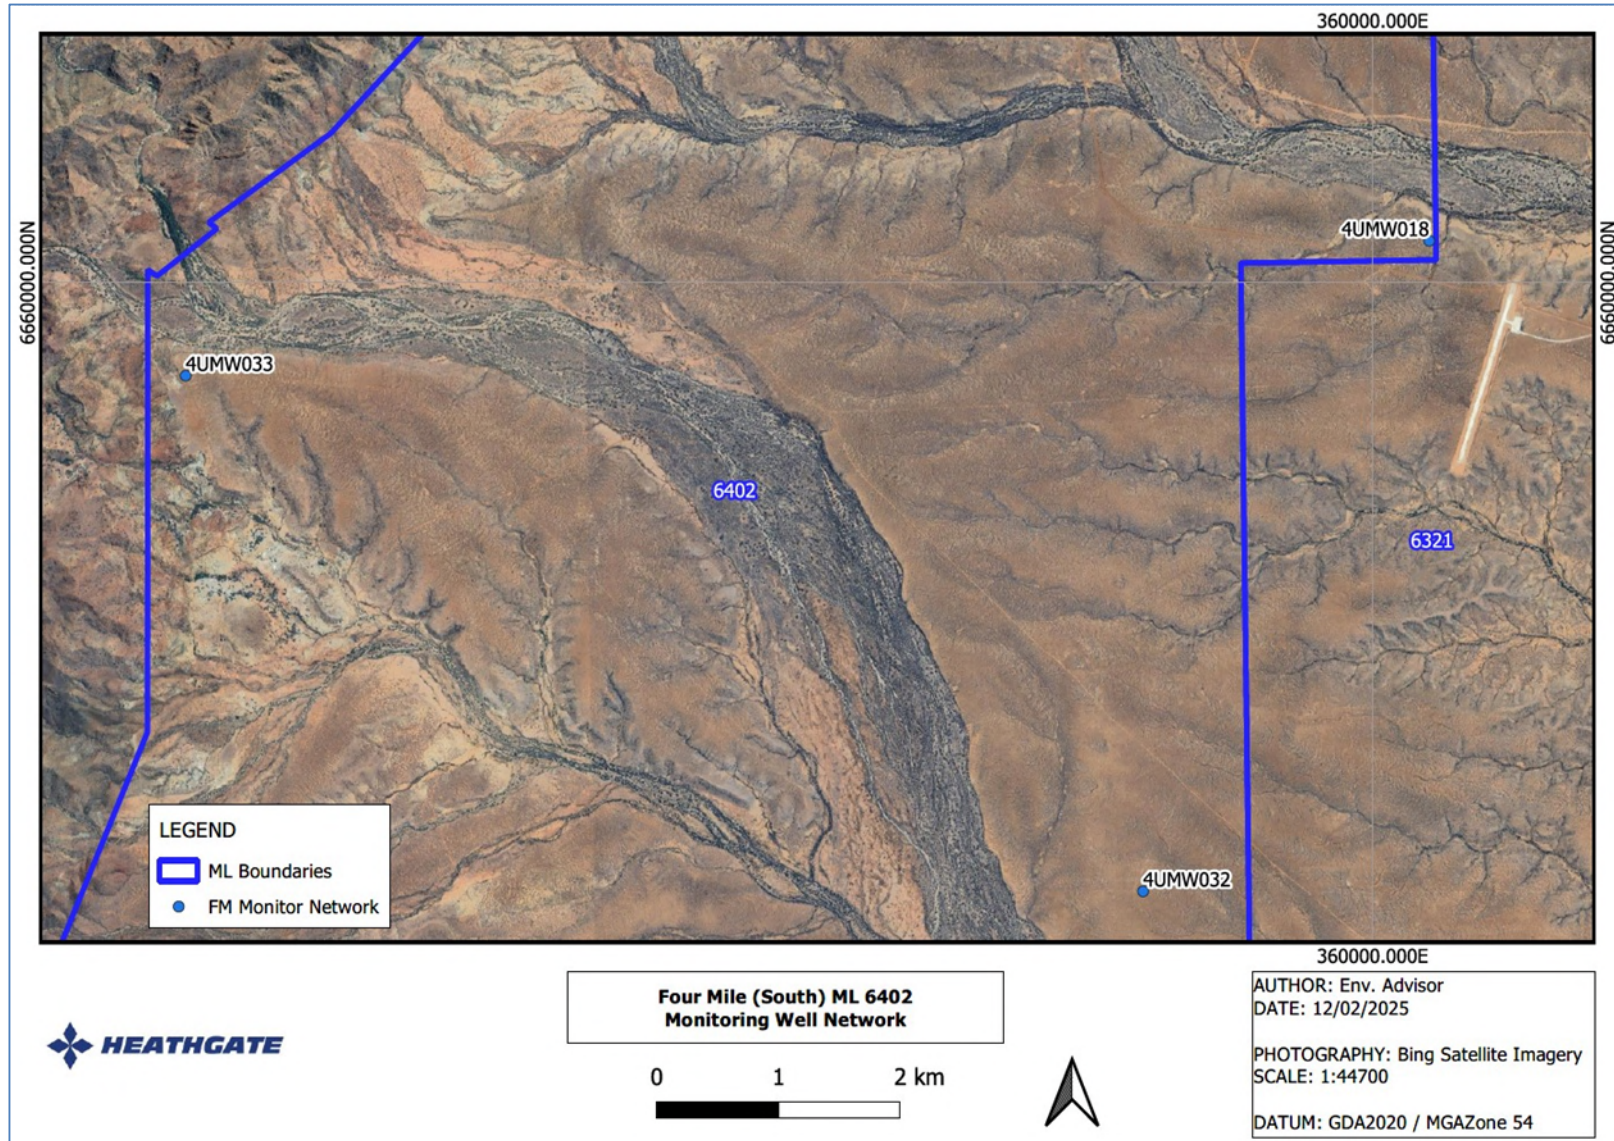 360000.000E
6660000.000N
6660000.000N
4UMW018
4UMW033
6402
6321
4UMW032
LEGEND
ML Boundaries
FM Monitor Network
360000.000E
HEATHGATE
Four Mile (South) ML 6402
Monitoring Well Network
0 1 2 km
AUTHOR: Env. Advisor
DATE: 12/02/2025
PHOTOGRAPHY: Bing Satellite Imagery
SCALE: 1:44700
DATUM: GDA2020 / MGAZone 54